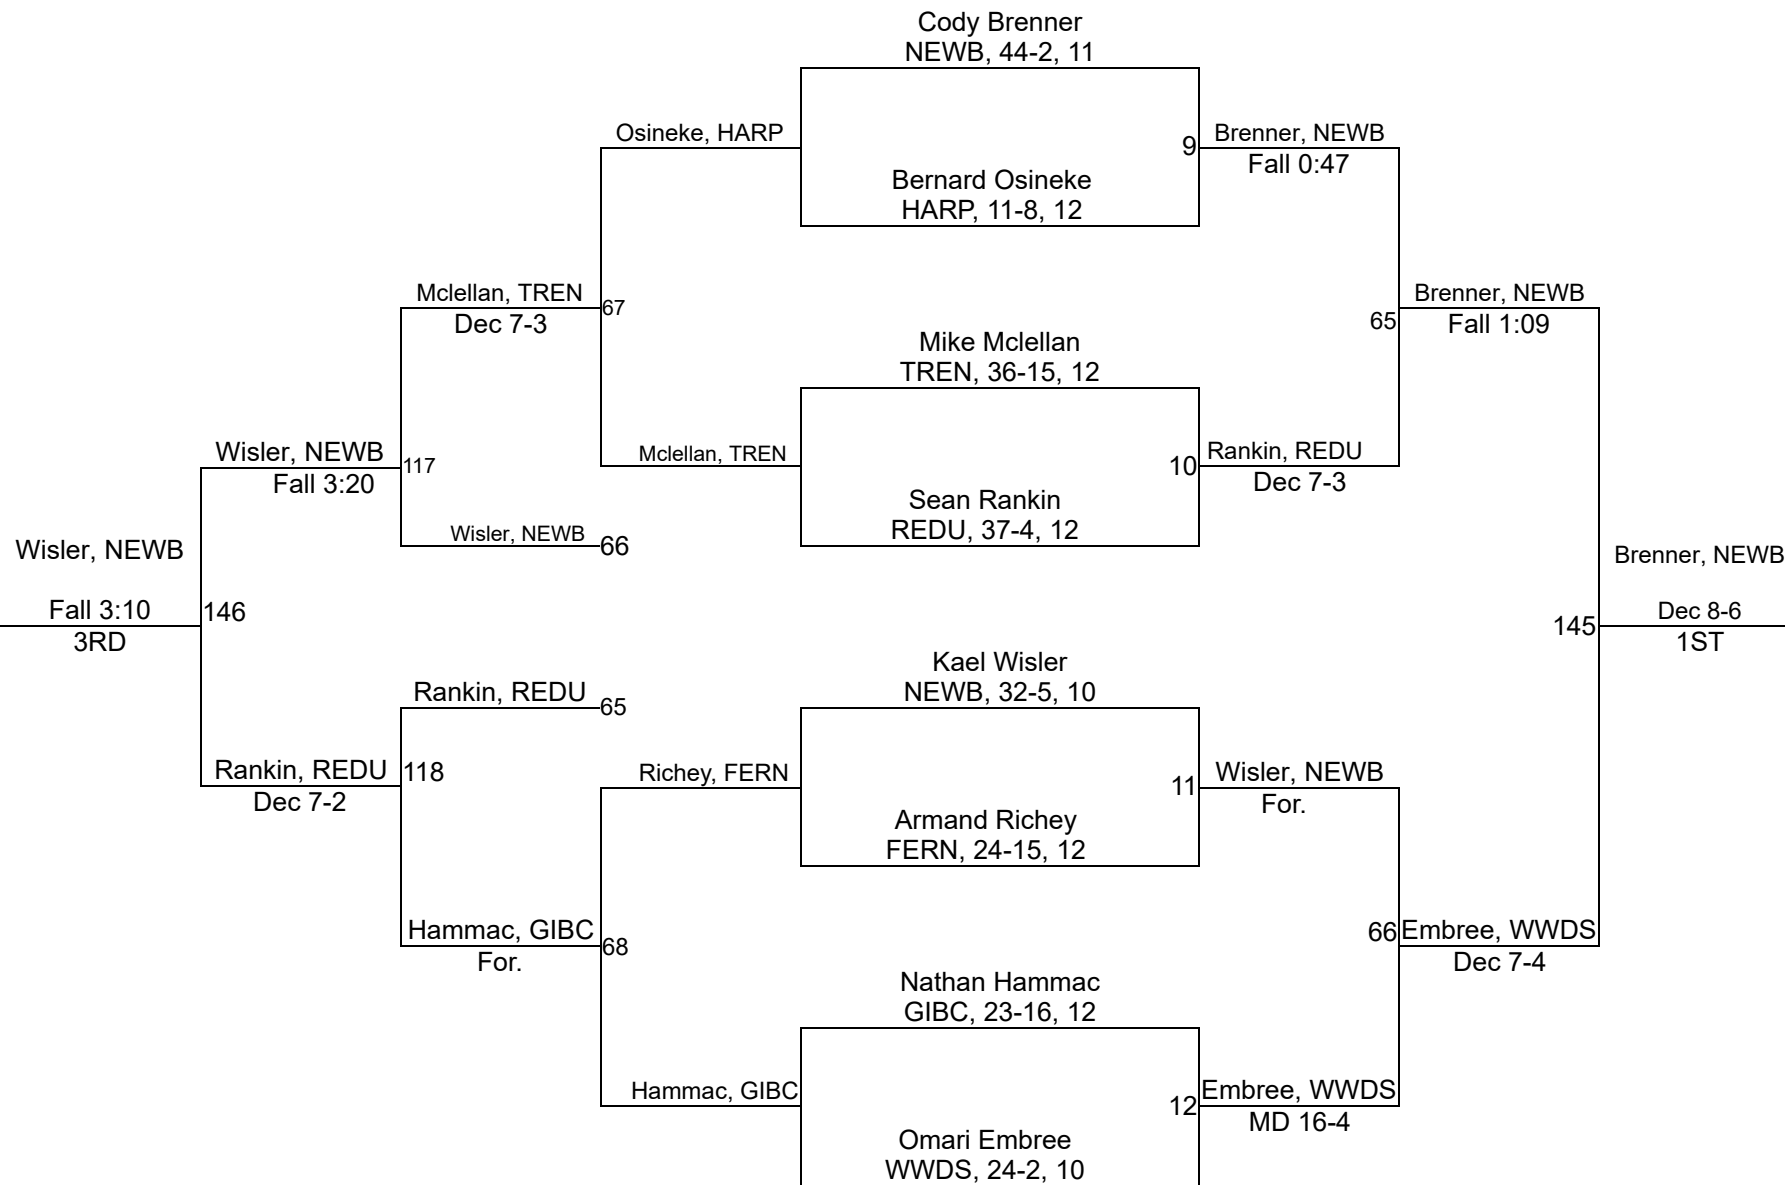 Cody Brenner
NEWB, 44-2, 11
Osineke, HARP
9
Brenner, NEWB
Fall 0:47
Bernard Osineke
HARP, 11-8, 12
Mclellan, TREN
Dec 7-3
67
Mike Mclellan
TREN, 36-15, 12
65
Brenner, NEWB
Fall 1:09
Wisler, NEWB
Fall 3:20
117
Mclellan, TREN
10
Rankin, REDU
Dec 7-3
Sean Rankin
REDU, 37-4, 12
Wisler, NEWB
66
Wisler, NEWB
Fall 3:10
3RD
146
Brenner, NEWB
Dec 8-6
1ST
145
Kael Wisler
NEWB, 32-5, 10
Rankin, REDU
65
Rankin, REDU
Dec 7-2
118
Richey, FERN
11
Wisler, NEWB
For.
Armand Richey
FERN, 24-15, 12
Hammac, GIBC
For.
68
66
Embree, WWDS
Dec 7-4
Nathan Hammac
GIBC, 23-16, 12
Hammac, GIBC
12
Embree, WWDS
MD 16-4
Omari Embree
WWDS, 24-2, 10